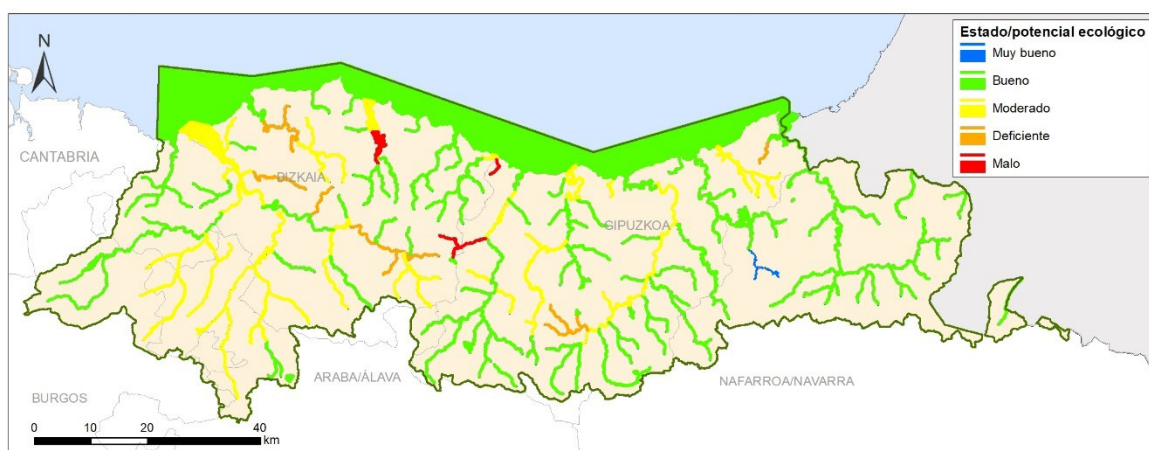 N
Estado/potencial ecológico
Muy bueno
Bueno
Moderado
Deficiente
Malo
CANTABRIA
BIZKAIA
GIPUZKOA
ARABA/ÁLAVA
NAFARROA/NAVARRA
BURGOS
0 10 20 40
km